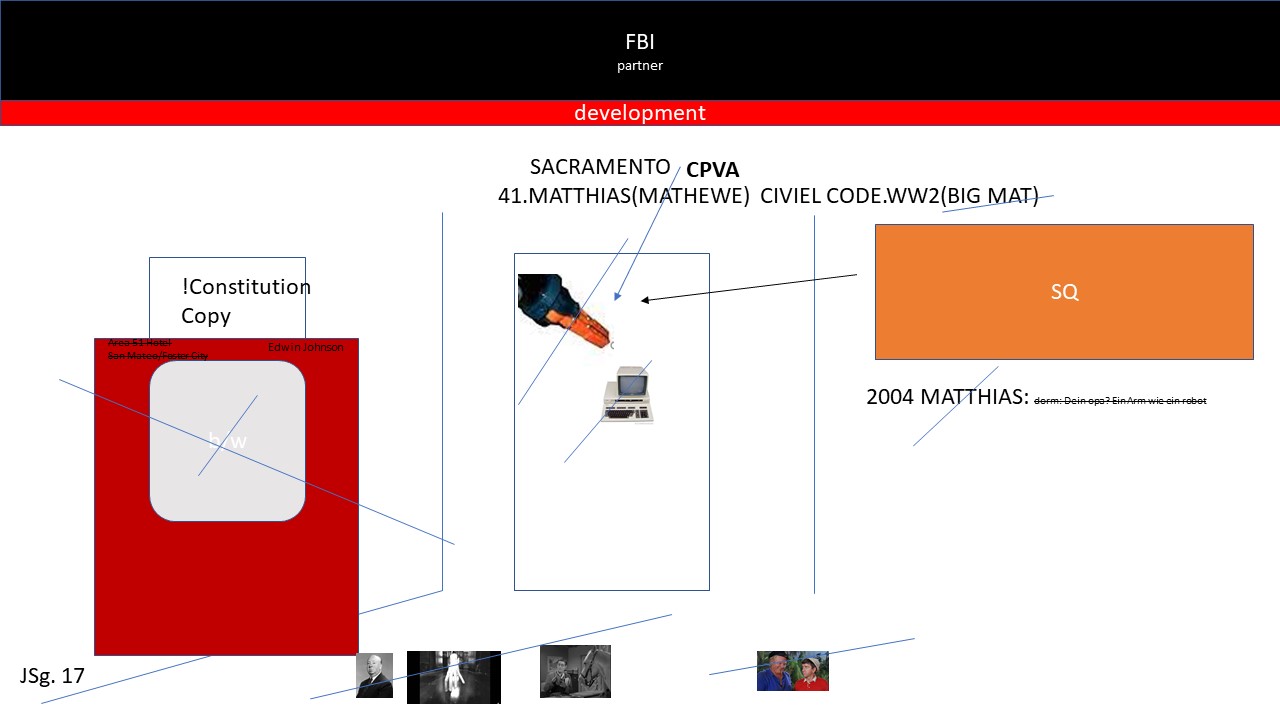 FBI
partner
development
SACRAMENTO CPVA
41.MATTHIAS(MATHEWE) CIVIEL CODE.WW2(BIG MAT)
!Constitution
Copy
Area 51 Hotel
San Mateo/Foster City
Edwin Johnson
b/w
SQ
2004 MATTHIAS: dorm: Dein opa? Ein Arm wie ein robot
JSg. 17